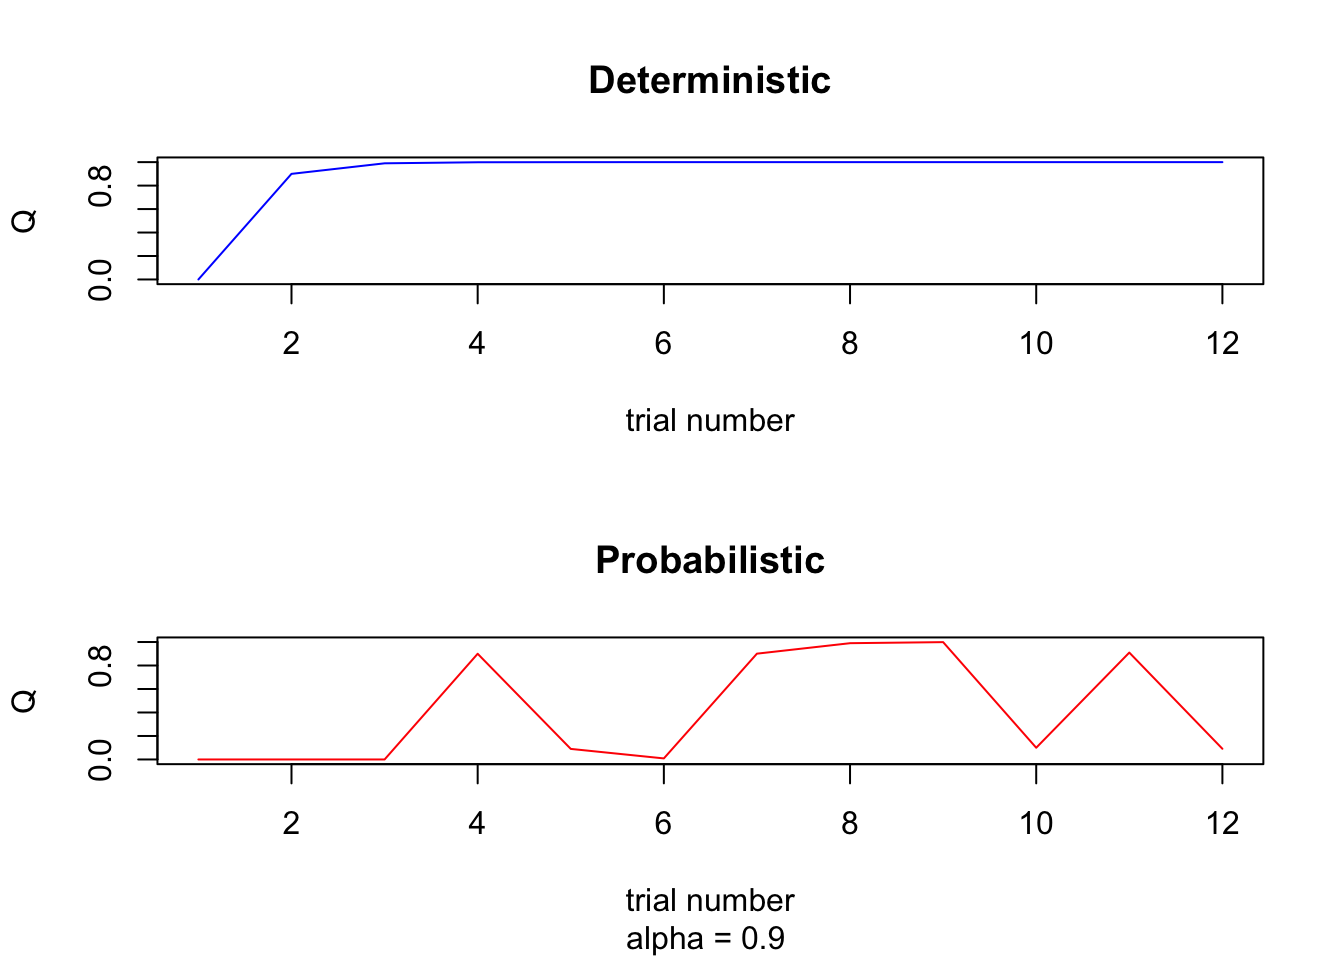 Deterministic
Q
0.8
0.0
2 4 6 8 10 12
trial number
Probabilistic
Q
0.8
0.0
2 4 6 8 10 12
trial number
alpha = 0.9